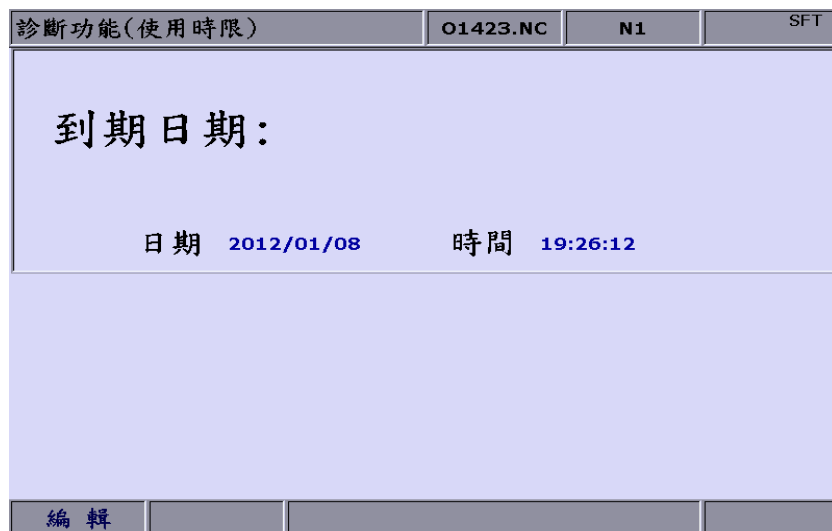 診斷功能(使用時限) O1423.NC N1 SFT
到期日期:
日期 2012/01/08 時間 19:26:12
編輯